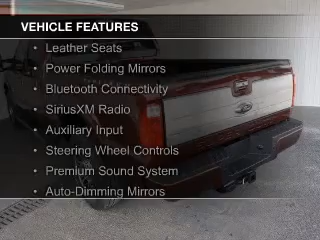 VEHICLE FEATURES
• Leather Seats
• Power Folding Mirrors
• Bluetooth Connectivity
• SiriusXM Radio
• Auxiliary Input
• Steering Wheel Controls
• Premium Sound System
• Auto-Dimming Mirrors